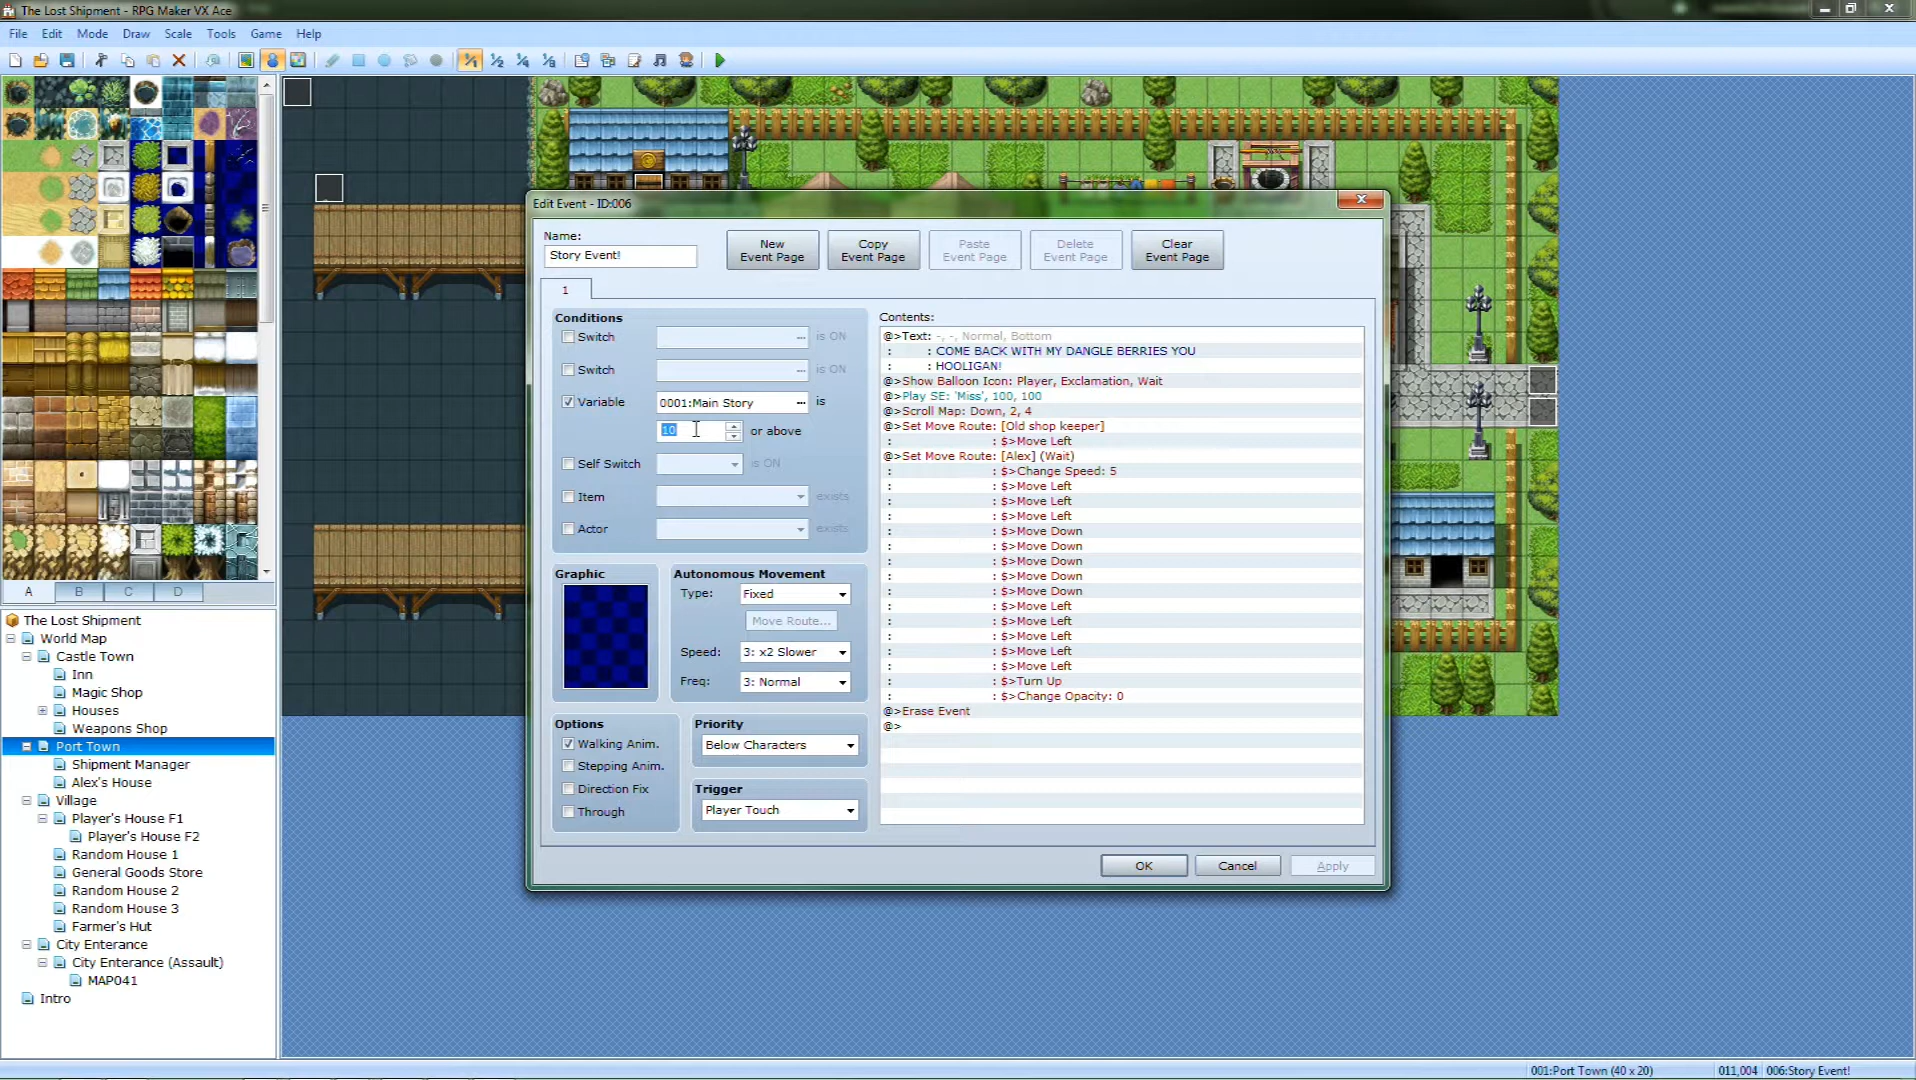 The Lost Shipment - RPG Maker VX Ace
File Edit Mode Draw Scale Tools Game Help
1/1 1/2 1/4 1/8
Edit Event - ID:006
Name:
Story Event!
New
Event Page
Copy
Event Page
Paste
Event Page
Delete
Event Page
Clear
Event Page
1
Conditions
Switch ... is ON
Switch ... is ON
Variable 0001:Main Story ... is
10 or above
Self Switch is ON
Item exists
Actor exists
Graphic
Autonomous Movement
Type: Fixed
Move Route...
Speed: 3: x2 Slower
Freq: 3: Normal
Options
Walking Anim.
Stepping Anim.
Direction Fix
Through
Priority
Below Characters
Trigger
Player Touch
Contents:
@>Text: -, -, Normal, Bottom
: : COME BACK WITH MY DANGLE BERRIES YOU
: : HOOLIGAN!
@>Show Balloon Icon: Player, Exclamation, Wait
@>Play SE: 'Miss', 100, 100
@>Scroll Map: Down, 2, 4
@>Set Move Route: [Old shop keeper]
: : $>Move Left
@>Set Move Route: [Alex] (Wait)
: : $>Change Speed: 5
: : $>Move Left
: : $>Move Left
: : $>Move Left
: : $>Move Down
: : $>Move Down
: : $>Move Down
: : $>Move Down
: : $>Move Down
: : $>Move Left
: : $>Move Left
: : $>Move Left
: : $>Move Left
: : $>Move Left
: : $>Turn Up
: : $>Change Opacity: 0
@>Erase Event
@>
OK Cancel Apply
A B C D
The Lost Shipment
World Map
Castle Town
Inn
Magic Shop
Houses
Weapons Shop
Port Town
Shipment Manager
Alex's House
Village
Player's House F1
Player's House F2
Random House 1
General Goods Store
Random House 2
Random House 3
Farmer's Hut
City Enterance
City Enterance (Assault)
MAP041
Intro
001:Port Town (40 x 20) 011,004 006:Story Event!